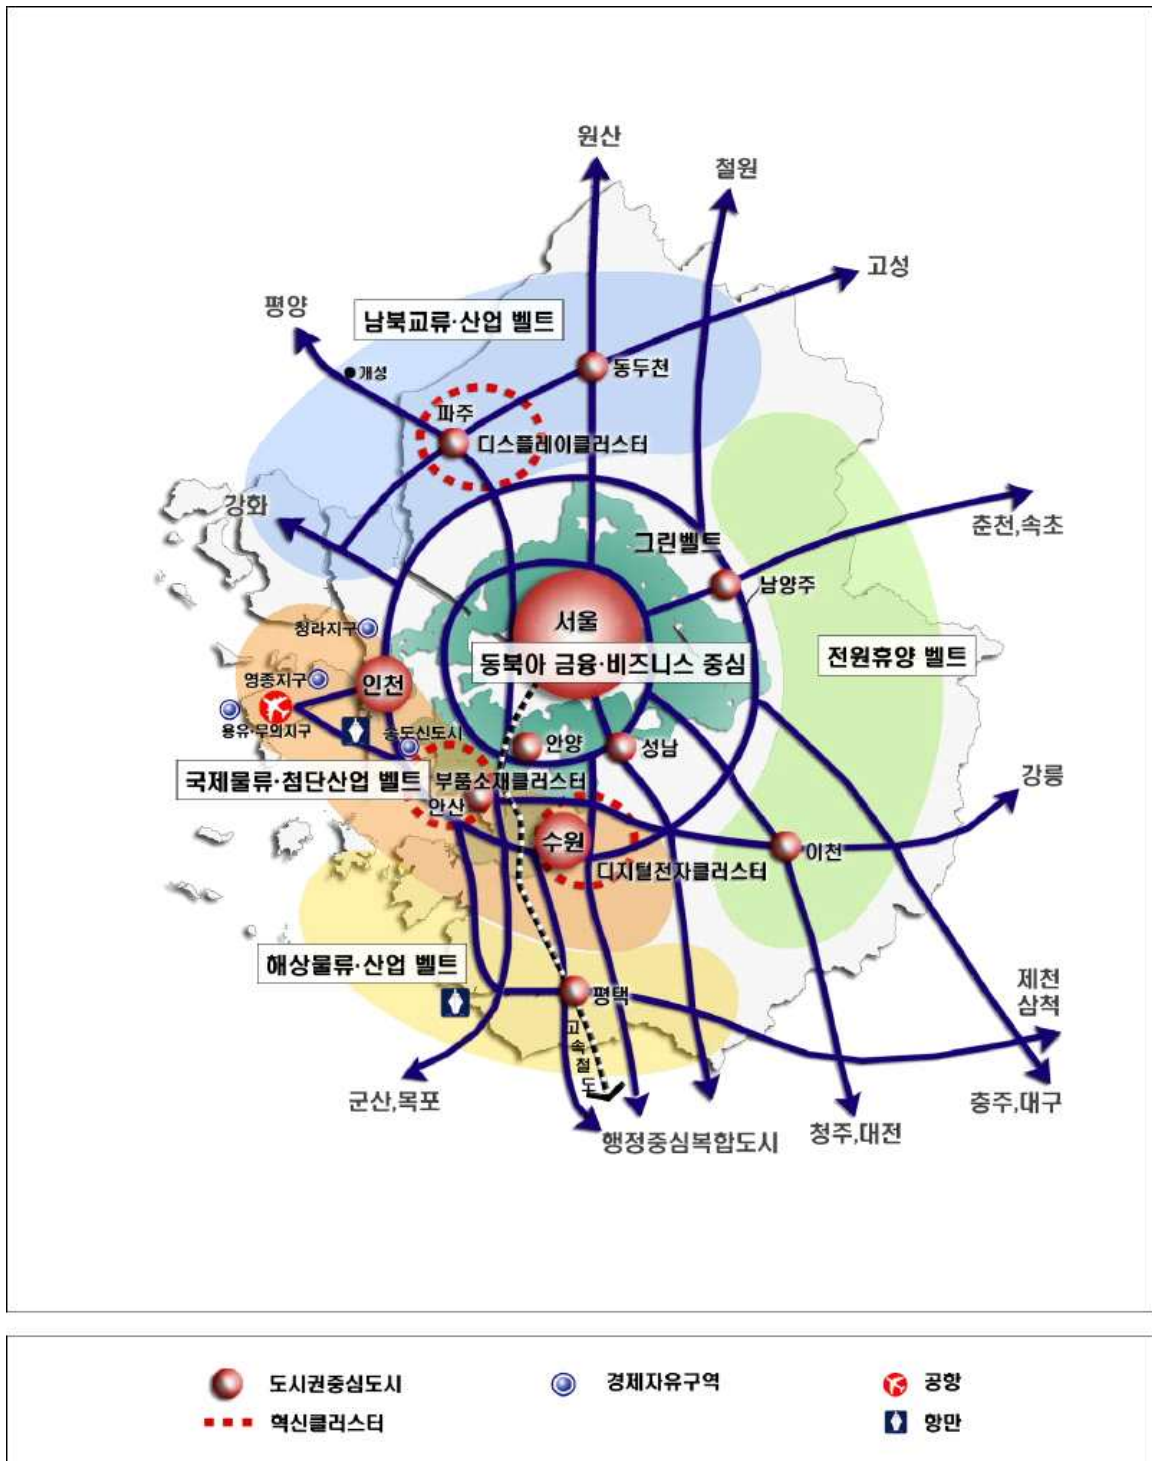 원산
철원
고성
평양
남북교류·산업 벨트
개성
동두천
파주
디스플레이클러스터
강화
춘천,속초
그린벨트
남양주
서울
청라지구
동북아 금융·비즈니스 중심
전원휴양 벨트
영종지구
인천
용유·무의지구
송도신도시
안양
성남
국제물류·첨단산업 벨트
부품소재클러스터
강릉
안산
수원
이천
디지털전자클러스터
해상물류·산업 벨트
제천
삼척
평택
고
속
철
도
군산,목포
충주,대구
청주,대전
행정중심복합도시
도시권중심도시
경제자유구역
공항
혁신클러스터
항만